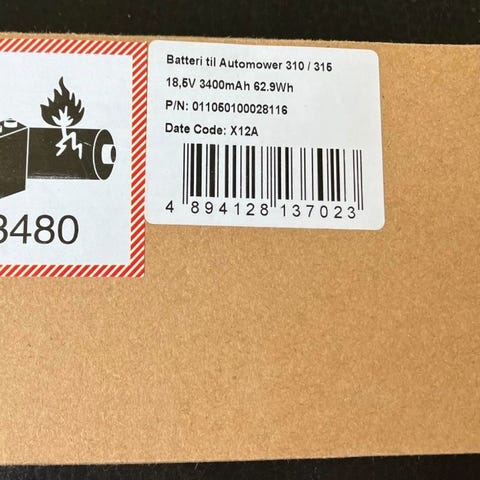 Batteri til Automower 310 / 315
18,5V 3400mAh 62.9Wh
P/N: 011050100028116
Date Code: X12A
4 894128 137023
3480